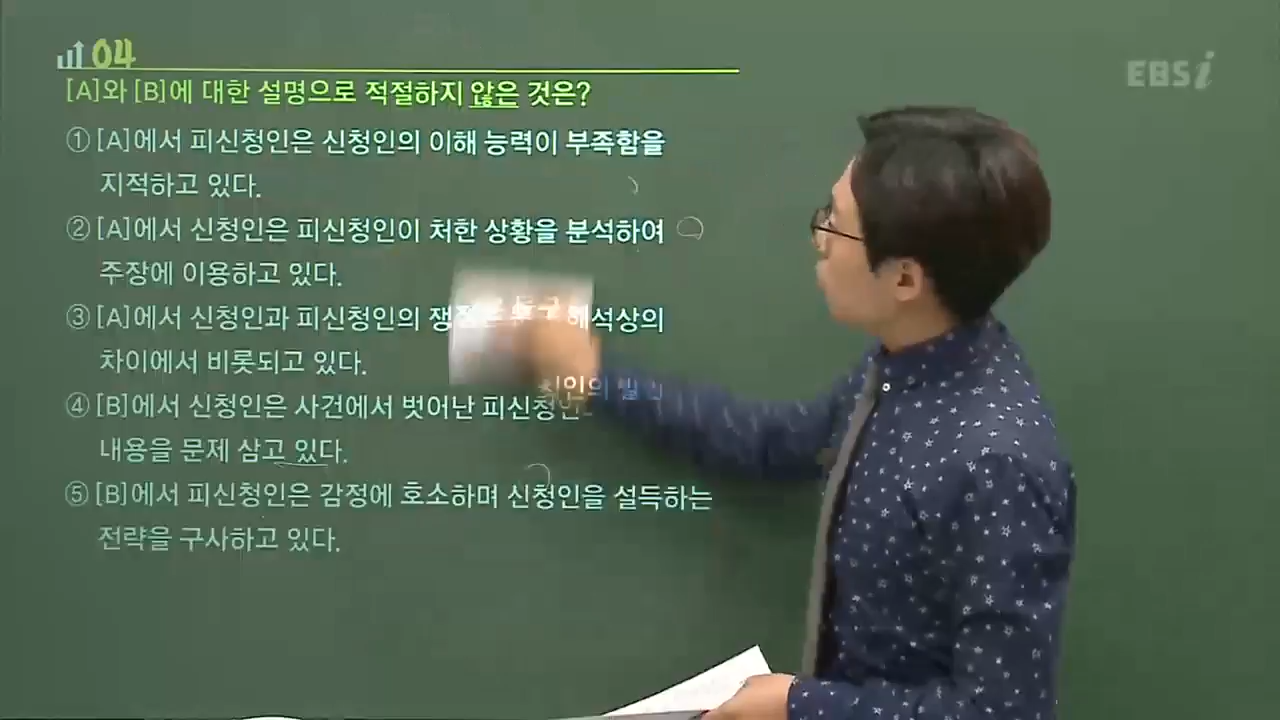 04
EBSi
[A]와 [B]에 대한 설명으로 적절하지 않은 것은?
① [A]에서 피신청인은 신청인의 이해 능력이 부족함을
지적하고 있다.
② [A]에서 신청인은 피신청인이 처한 상황을 분석하여
주장에 이용하고 있다.
③ [A]에서 신청인과 피신청인의 해석상의
차이에서 비롯되고 있다.
④ [B]에서 신청인은 사건에서 벗어난 피신청인의
내용을 문제 삼고 있다.
⑤ [B]에서 피신청인은 감정에 호소하며 신청인을 설득하는
전략을 구사하고 있다.